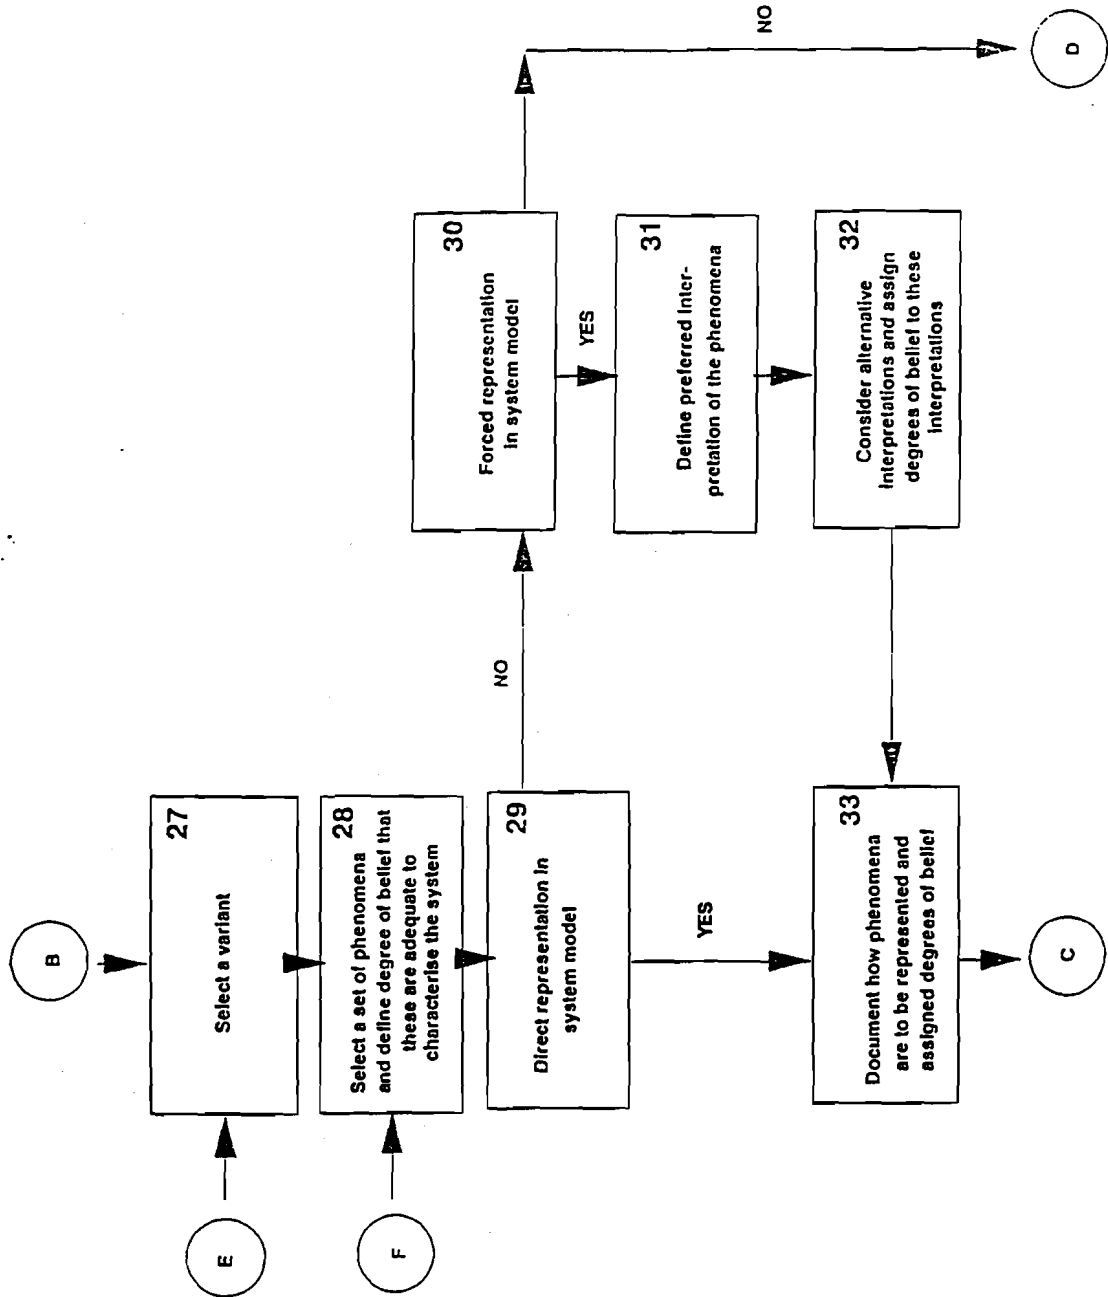 B
E
27
Select a variant
F
28
Select a set of phenomena
and define degree of belief that
these are adequate to
characterise the system
29
Direct representation in
system model
NO
30
Forced representation
in system model
NO
D
YES
31
Define preferred inter-
pretation of the phenomena
32
Consider alternative
interpretations and assign
degrees of belief to these
interpretations
YES
33
Document how phenomena
are to be represented and
assigned degrees of belief
C